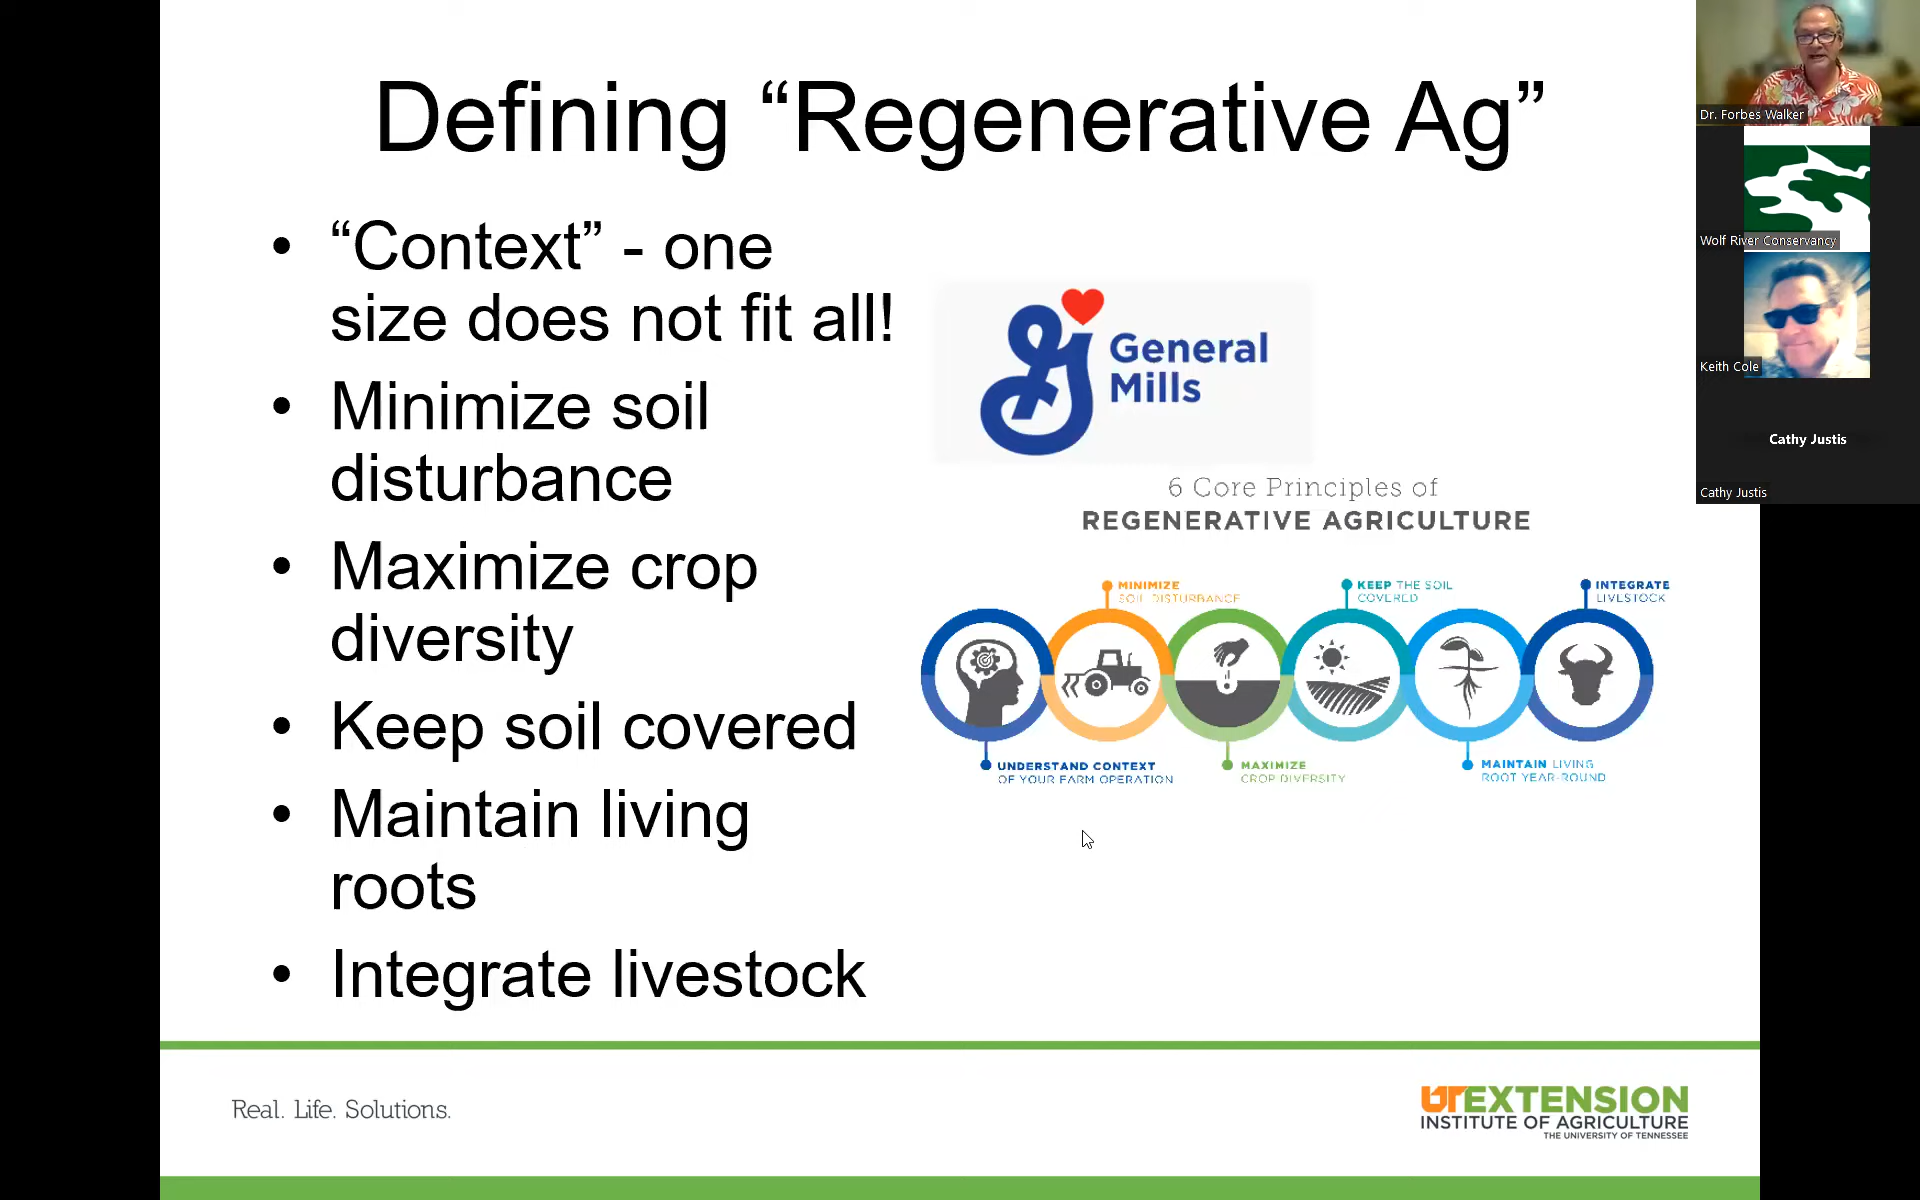 Defining “Regenerative Ag”
• “Context” - one
size does not fit all!
• Minimize soil
disturbance
• Maximize crop
diversity
• Keep soil covered
• Maintain living
roots
• Integrate livestock
General
Mills
6 Core Principles of
REGENERATIVE AGRICULTURE
MINIMIZE
SOIL DISTURBANCE
KEEP THE SOIL
COVERED
INTEGRATE
LIVESTOCK
UNDERSTAND CONTEXT
OF YOUR FARM OPERATION
MAXIMIZE
CROP DIVERSITY
MAINTAIN LIVING
ROOT YEAR-ROUND
Real. Life. Solutions.
UTEXTENSION
INSTITUTE OF AGRICULTURE
THE UNIVERSITY OF TENNESSEE
Dr. Forbes Walker
Wolf River Conservancy
Keith Cole
Cathy Justis
Cathy Justis